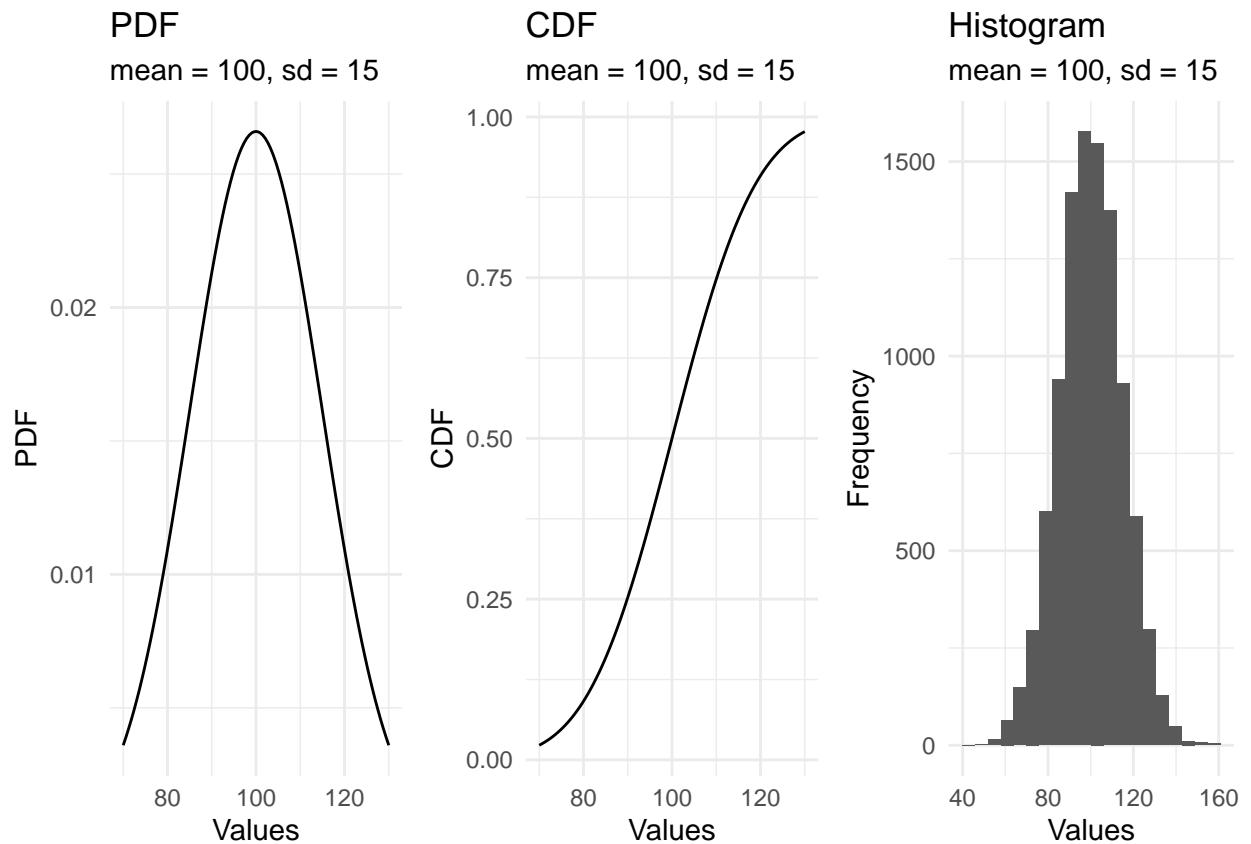 PDF
mean = 100, sd = 15
0.02
0.01
PDF
80 100 120
Values
CDF
mean = 100, sd = 15
1.00
0.75
0.50
0.25
0.00
CDF
80 100 120
Values
Histogram
mean = 100, sd = 15
1500
1000
500
0
Frequency
40 80 120 160
Values